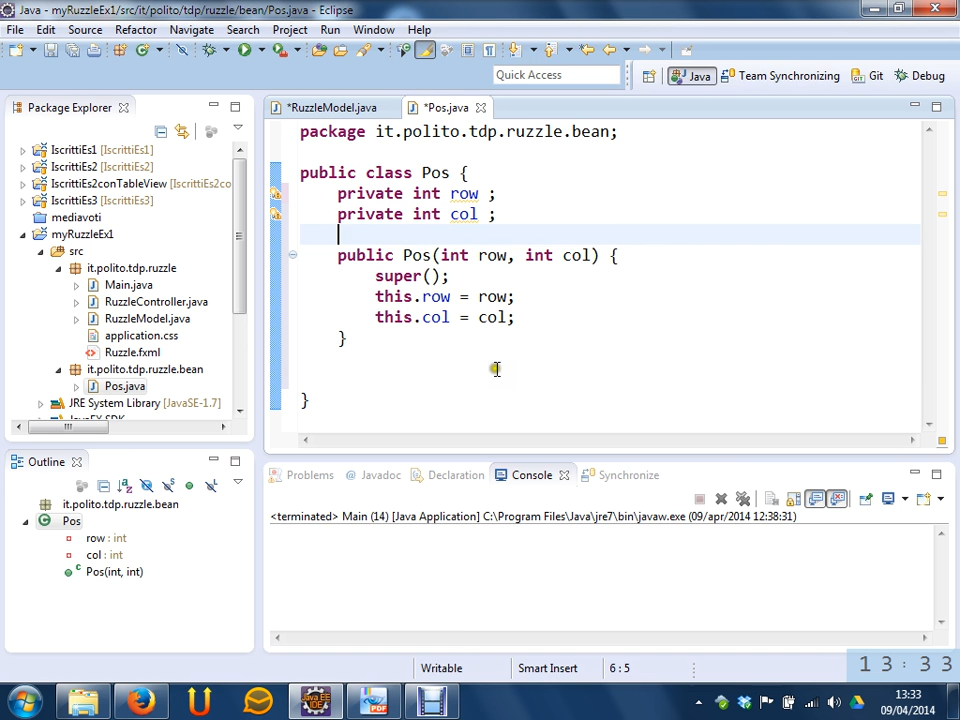 Java - myRuzzleEx1/src/it/polito/tdp/ruzzle/bean/Pos.java - Eclipse
File Edit Source Refactor Navigate Search Project Run Window Help
Quick Access
Java Team Synchronizing Git Debug
Package Explorer
IscrittiEs1 [IscrittiEs1]
IscrittiEs2 [IscrittiEs2]
IscrittiEs2conTableView [IscrittiEs2co
IscrittiEs3 [IscrittiEs3]
mediavoti
myRuzzleEx1
src
it.polito.tdp.ruzzle
Main.java
RuzzleController.java
RuzzleModel.java
application.css
Ruzzle.fxml
it.polito.tdp.ruzzle.bean
Pos.java
JRE System Library [JavaSE-1.7]
JavaFX SDK
*RuzzleModel.java *Pos.java
package it.polito.tdp.ruzzle.bean;
public class Pos {
private int row ;
private int col ;
public Pos(int row, int col) {
super();
this.row = row;
this.col = col;
}
}
Outline
it.polito.tdp.ruzzle.bean
Pos
row : int
col : int
Pos(int, int)
Problems Javadoc Declaration Console Synchronize
<terminated> Main (14) [Java Application] C:\Program Files\Java\jre7\bin\javaw.exe (09/apr/2014 12:38:31)
Writable Smart Insert 6 : 5
13:33
13:33
09/04/2014